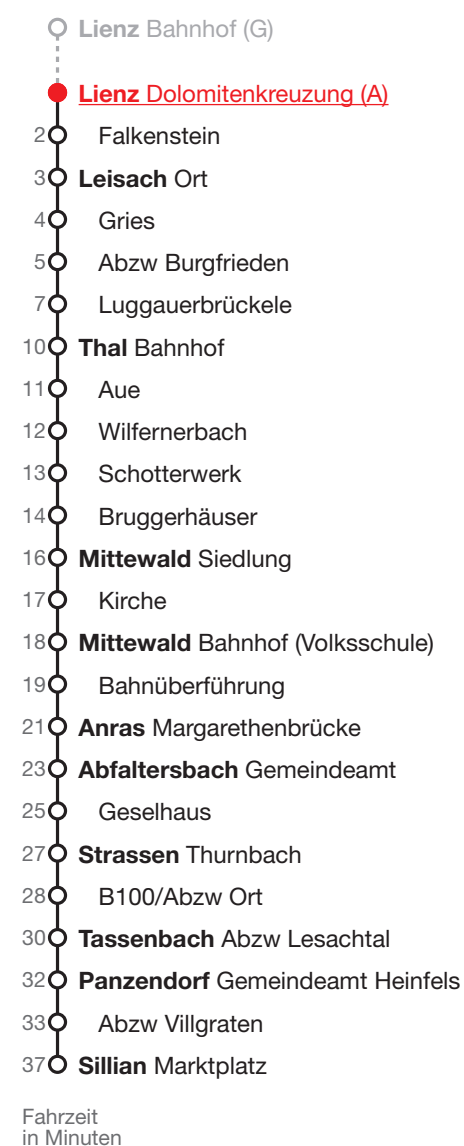 Lienz Bahnhof (G)
Lienz Dolomitenkreuzung (A)
2 Falkenstein
3 Leisach Ort
4 Gries
5 Abzw Burgfrieden
7 Luggauerbrückele
10 Thal Bahnhof
11 Aue
12 Wilfernerbach
13 Schotterwerk
14 Bruggerhäuser
16 Mittewald Siedlung
17 Kirche
18 Mittewald Bahnhof (Volksschule)
19 Bahnüberführung
21 Anras Margarethenbrücke
23 Abfaltersbach Gemeindeamt
25 Geselhaus
27 Strassen Thurnbach
28 B100/Abzw Ort
30 Tassenbach Abzw Lesachtal
32 Panzendorf Gemeindeamt Heinfels
33 Abzw Villgraten
37 Sillian Marktplatz
Fahrzeit
in Minuten